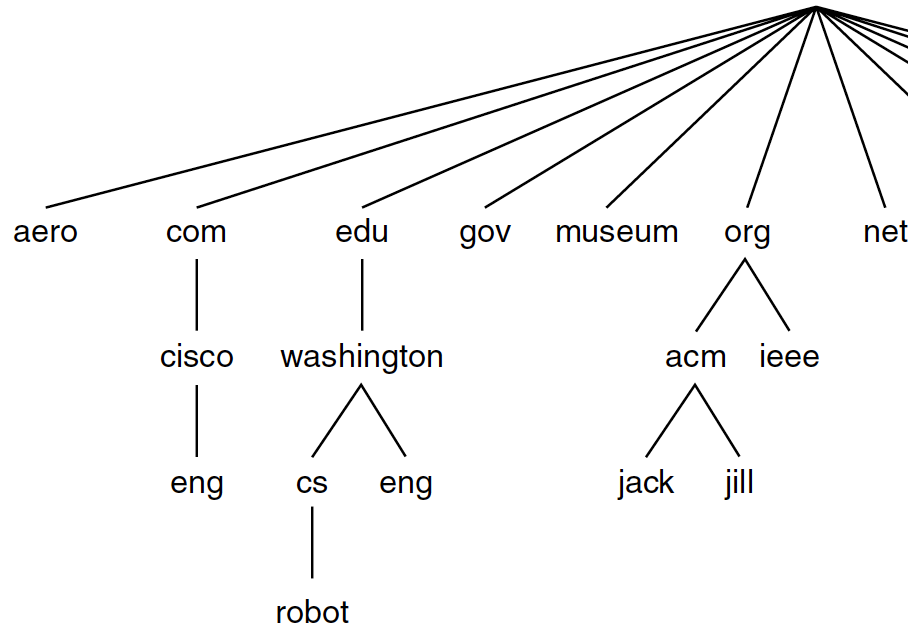 aero com edu gov museum org net
cisco washington acm ieee
eng cs eng jack jill
robot